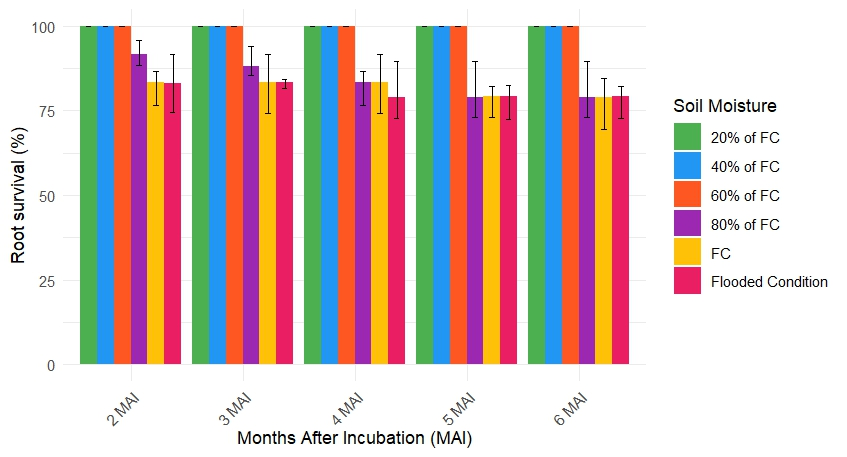 Root survival (%)
100
75
50
25
0
2 MAI
3 MAI
4 MAI
5 MAI
6 MAI
Months After Incubation (MAI)
Soil Moisture
20% of FC
40% of FC
60% of FC
80% of FC
FC
Flooded Condition